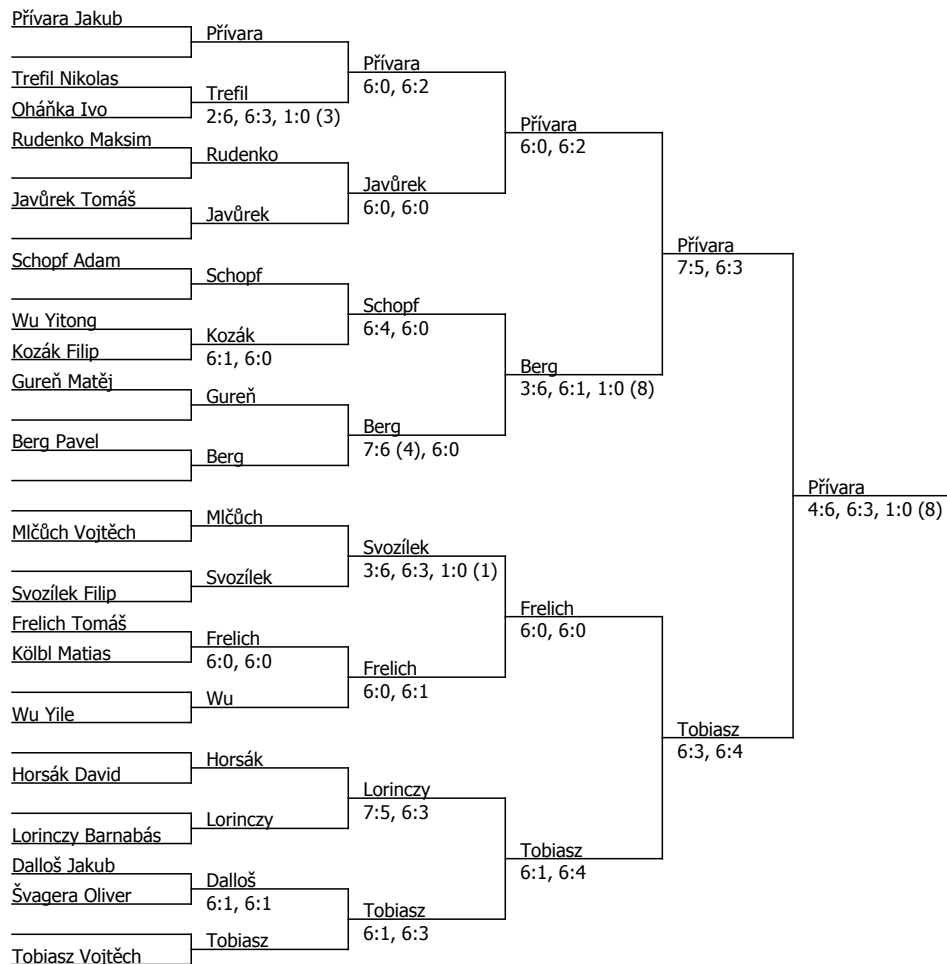 Přívara Jakub
Trefil Nikolas
Oháňka Ivo
Rudenko Maksim
Javůrek Tomáš
Schopf Adam
Wu Yitong
Kozák Filip
Gureň Matěj
Berg Pavel
Mlčůch Vojtěch
Svozílek Filip
Frelich Tomáš
Kölbl Matias
Wu Yile
Horsák David
Lorinczy Barnabás
Dalloš Jakub
Švagera Oliver
Tobiasz Vojtěch
Přívara
Trefil
2:6, 6:3, 1:0 (3)
Rudenko
Javůrek
Schopf
Kozák
6:1, 6:0
Gureň
Berg
Mlčůch
Svozílek
Frelich
6:0, 6:0
Wu
Horsák
Lorinczy
Dalloš
6:1, 6:1
Tobiasz
Přívara
6:0, 6:2
Javůrek
6:0, 6:0
Schopf
6:4, 6:0
Berg
7:6 (4), 6:0
Svozílek
3:6, 6:3, 1:0 (1)
Frelich
6:0, 6:1
Lorinczy
7:5, 6:3
Tobiasz
6:1, 6:3
Přívara
6:0, 6:2
Berg
3:6, 6:1, 1:0 (8)
Frelich
6:0, 6:0
Tobiasz
6:1, 6:4
Přívara
7:5, 6:3
Tobiasz
6:3, 6:4
Přívara
4:6, 6:3, 1:0 (8)